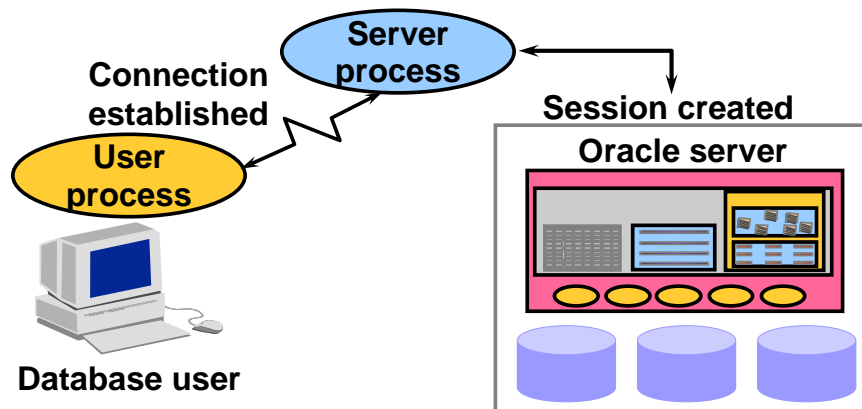 Server
process
Connection
established
Session created
User
process
Oracle server
Database user